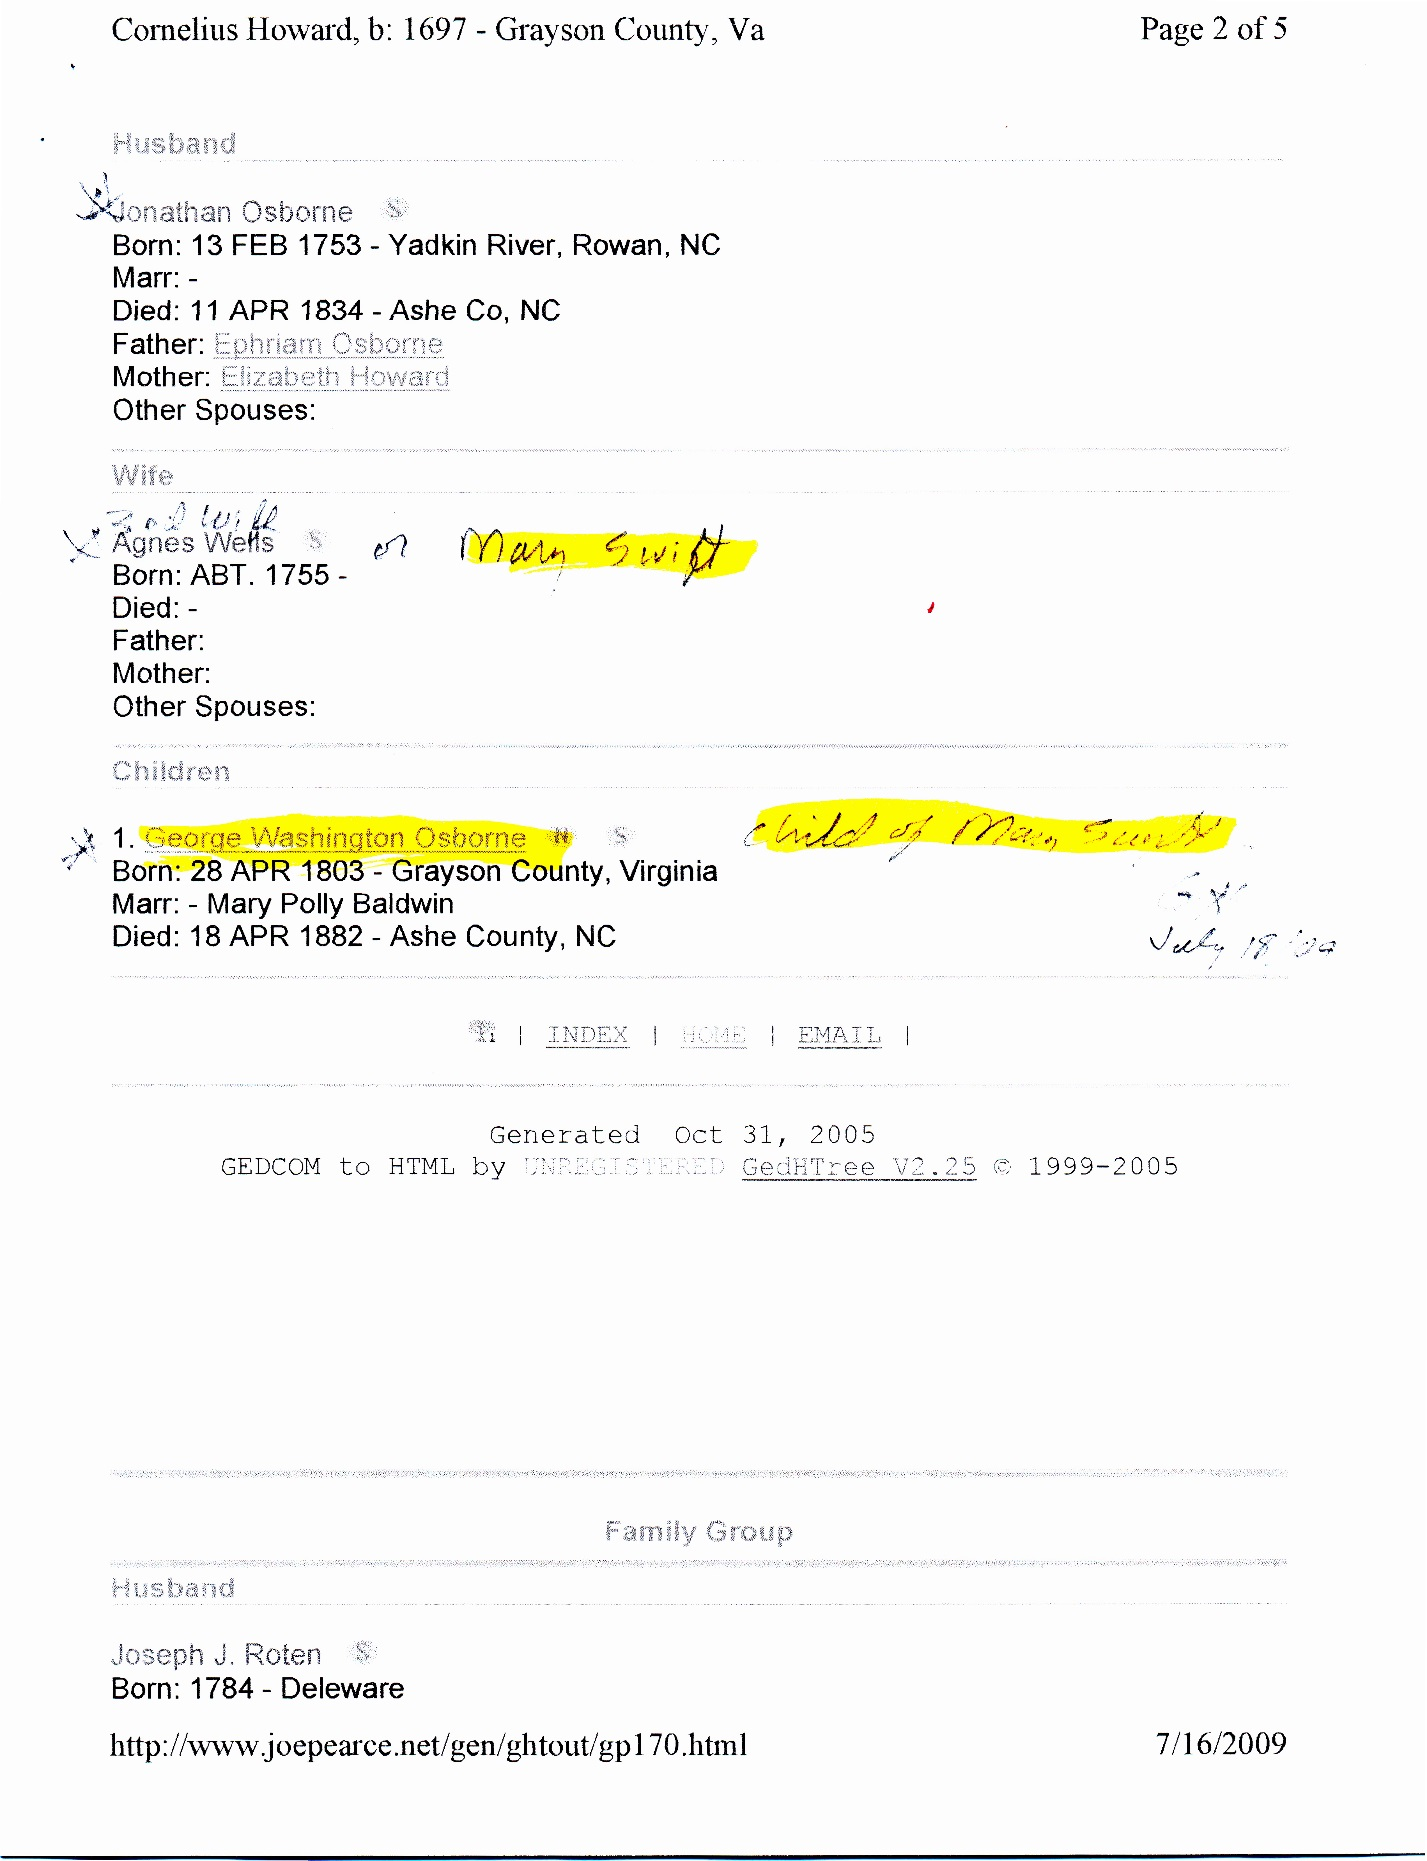 Cornelius Howard, b: 1697 - Grayson County, Va Page 2 of 5
Husband
Jonathan Osborne S
Born: 13 FEB 1753 - Yadkin River, Rowan, NC
Marr: -
Died: 11 APR 1834 - Ashe Co, NC
Father: Ephriam Osborne
Mother: Elizabeth Howard
Other Spouses:
Wife
2nd Wife
Agnes Wells S or Mary Swift
Born: ABT. 1755 -
Died: -
Father:
Mother:
Other Spouses:
Children
1. George Washington Osborne S Child of Mary Swift
Born: 28 APR 1803 - Grayson County, Virginia
Marr: - Mary Polly Baldwin
Died: 18 APR 1882 - Ashe County, NC
July 18 '09
| INDEX | HOME | EMAIL |
Generated Oct 31, 2005
GEDCOM to HTML by UNREGISTERED GedHTree V2.25 © 1999-2005
Family Group
Husband
Joseph J. Roten S
Born: 1784 - Deleware
http://www.joepearce.net/gen/ghtout/gp170.html 7/16/2009